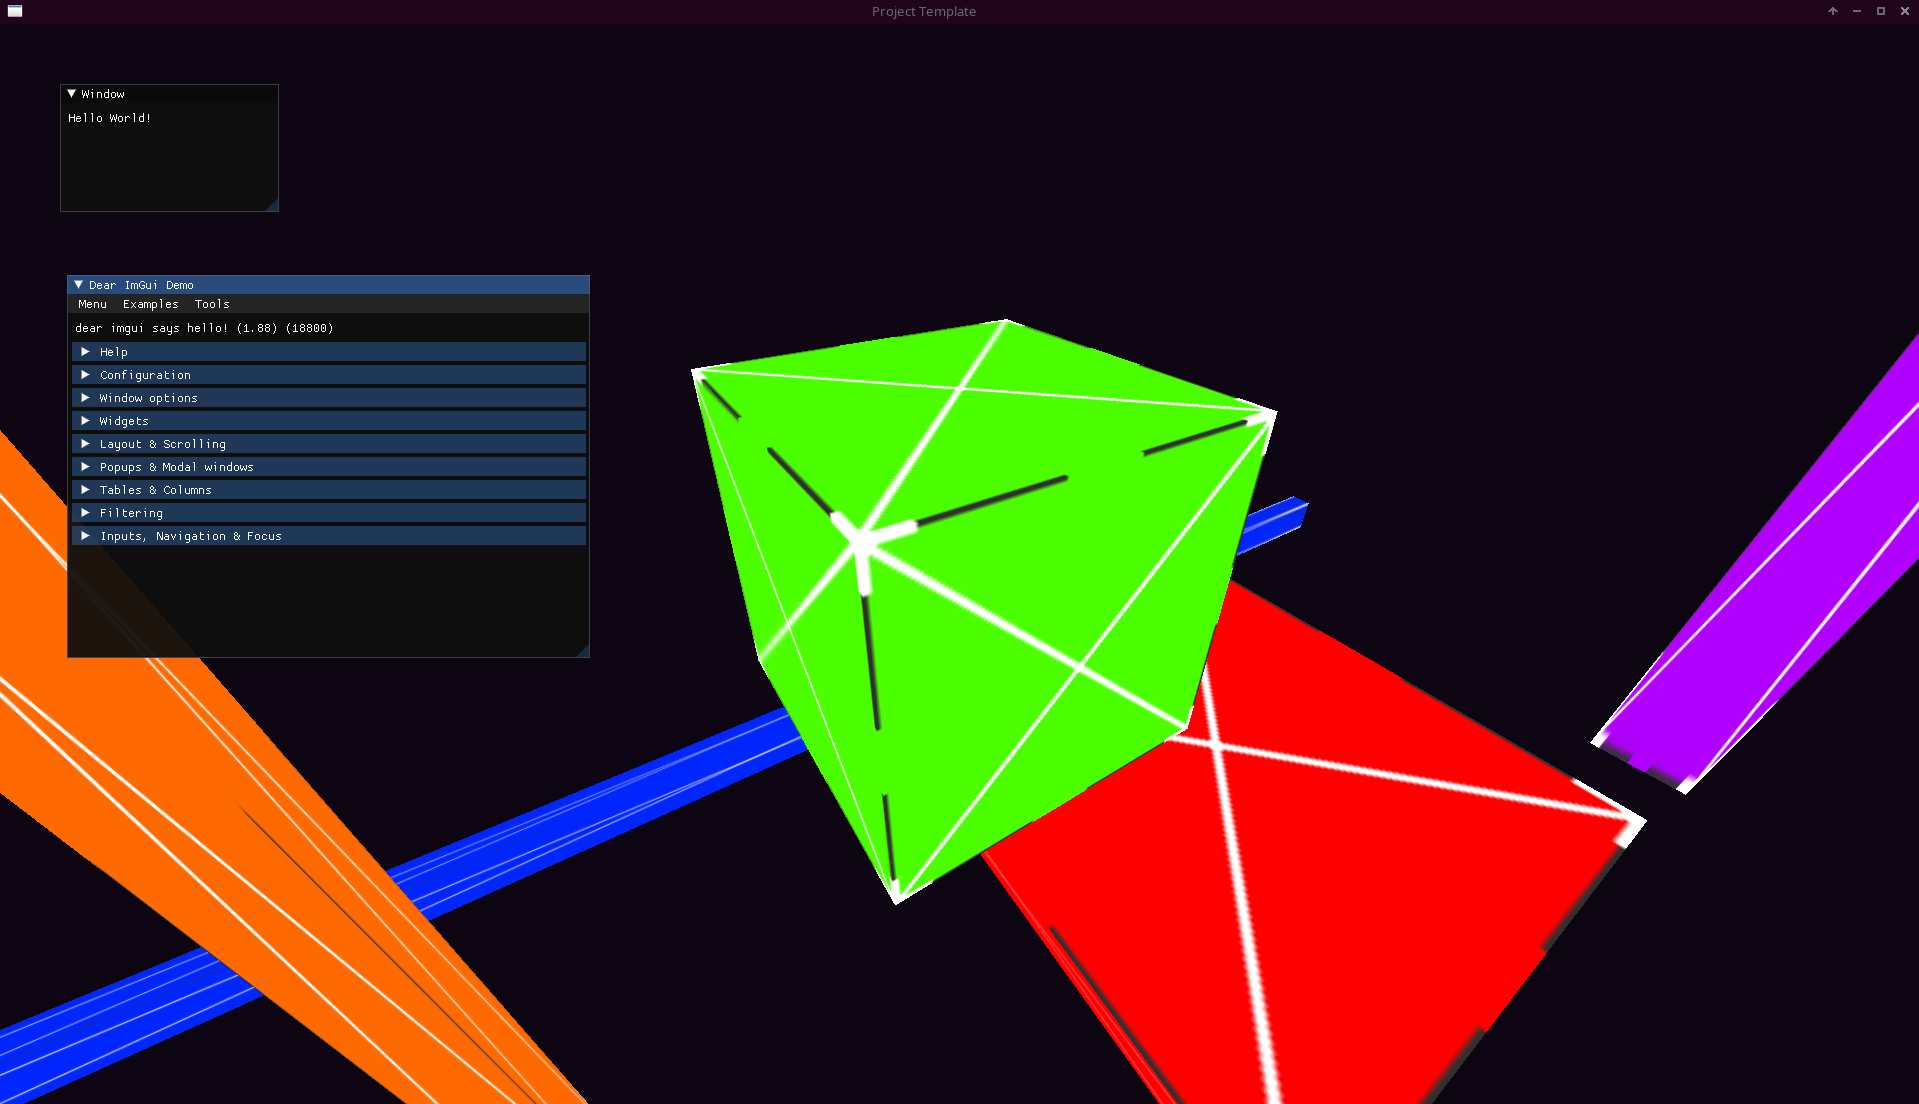 Project Template
Window
Hello World!
Dear ImGui Demo
Menu Examples Tools
dear imgui says hello! (1.88) (18800)
Help
Configuration
Window options
Widgets
Layout & Scrolling
Popups & Modal windows
Tables & Columns
Filtering
Inputs, Navigation & Focus